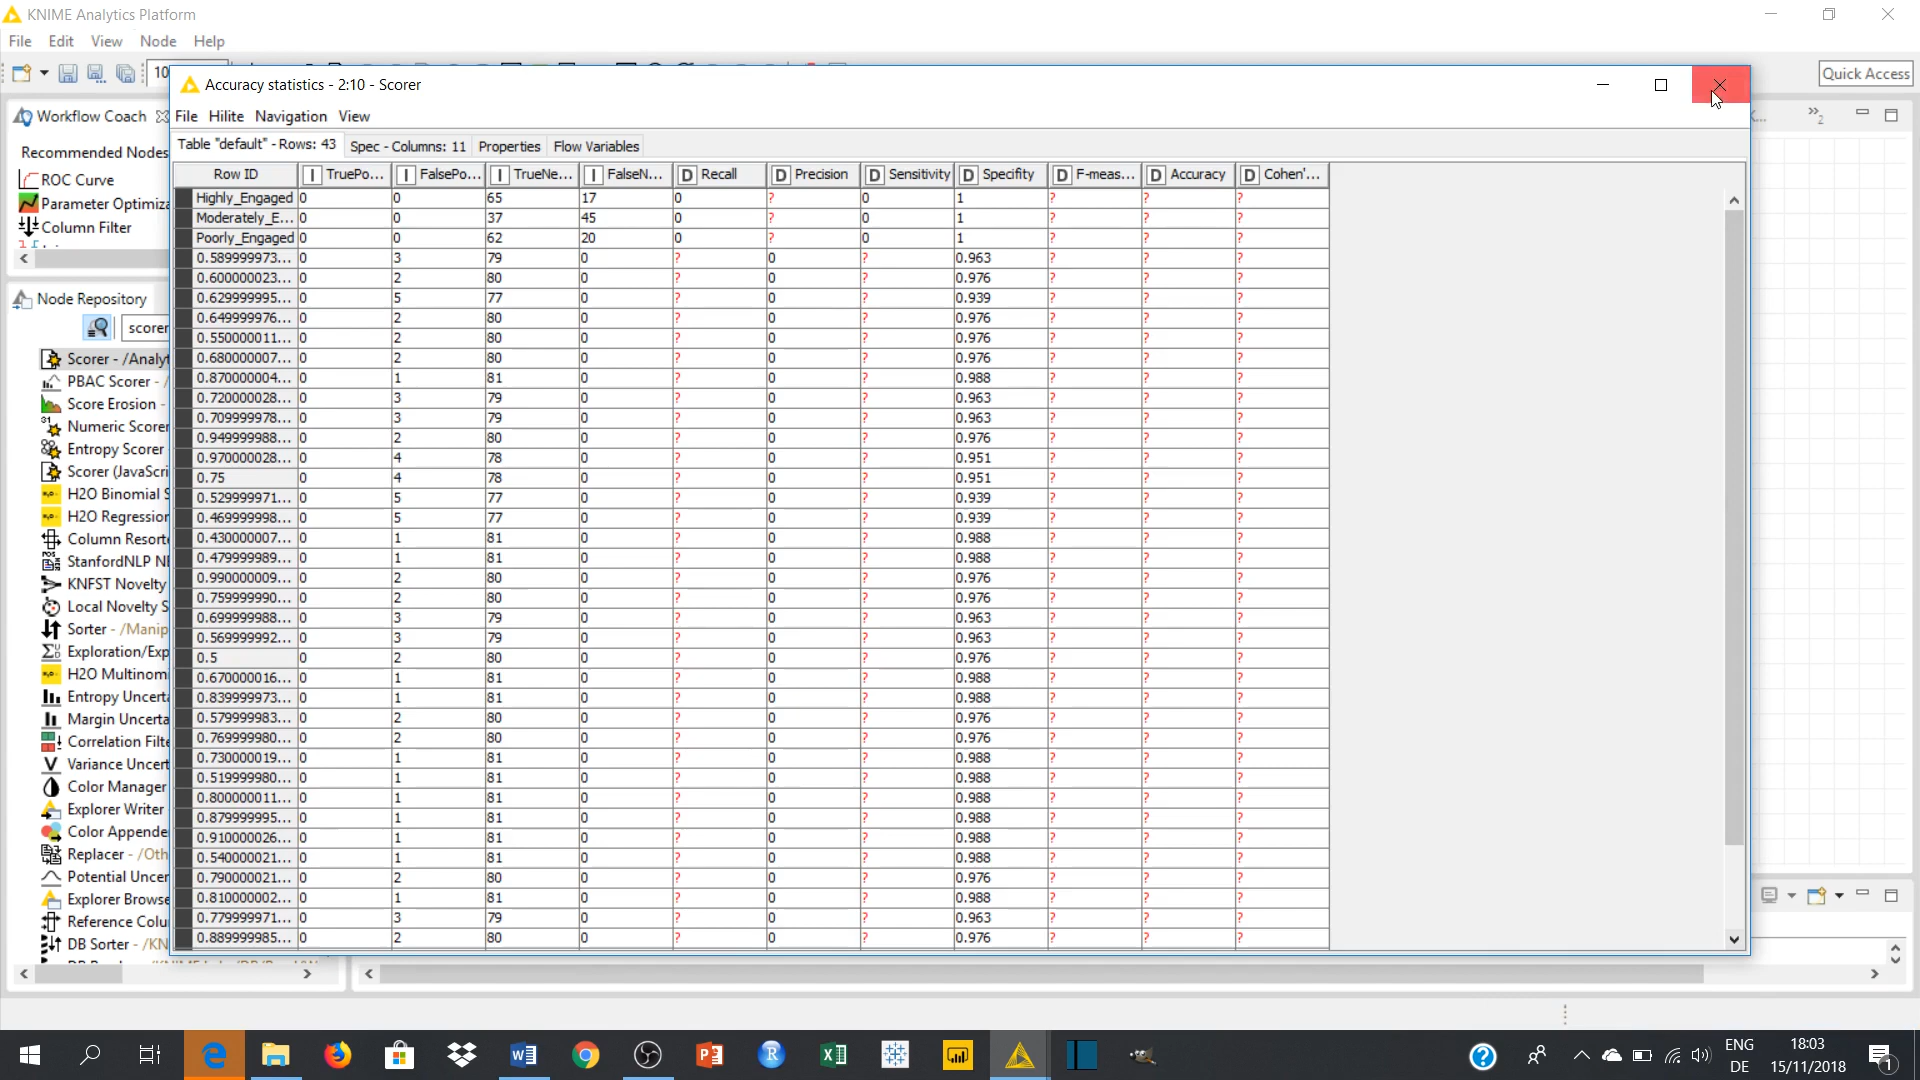 KNIME Analytics Platform
File Edit View Node Help
10
Quick Access
Accuracy statistics - 2:10 - Scorer
File Hilite Navigation View
Table "default" - Rows: 43 Spec - Columns: 11 Properties Flow Variables
Row ID I TruePo... I FalsePo... I TrueNe... I FalseN... D Recall D Precision D Sensitivity D Specifity D F-meas... D Accuracy D Cohen'...
Highly_Engaged 0 0 65 17 0 ? 0 1 ? ? ?
Moderately_E... 0 0 37 45 0 ? 0 1 ? ? ?
Poorly_Engaged 0 0 62 20 0 ? 0 1 ? ? ?
0.589999973... 0 3 79 0 ? 0 ? 0.963 ? ? ?
0.600000023... 0 2 80 0 ? 0 ? 0.976 ? ? ?
0.629999995... 0 5 77 0 ? 0 ? 0.939 ? ? ?
0.649999976... 0 2 80 0 ? 0 ? 0.976 ? ? ?
0.550000011... 0 2 80 0 ? 0 ? 0.976 ? ? ?
0.680000007... 0 2 80 0 ? 0 ? 0.976 ? ? ?
0.870000004... 0 1 81 0 ? 0 ? 0.988 ? ? ?
0.720000028... 0 3 79 0 ? 0 ? 0.963 ? ? ?
0.709999978... 0 3 79 0 ? 0 ? 0.963 ? ? ?
0.949999988... 0 2 80 0 ? 0 ? 0.976 ? ? ?
0.970000028... 0 4 78 0 ? 0 ? 0.951 ? ? ?
0.75 0 4 78 0 ? 0 ? 0.951 ? ? ?
0.529999971... 0 5 77 0 ? 0 ? 0.939 ? ? ?
0.469999998... 0 5 77 0 ? 0 ? 0.939 ? ? ?
0.430000007... 0 1 81 0 ? 0 ? 0.988 ? ? ?
0.479999989... 0 1 81 0 ? 0 ? 0.988 ? ? ?
0.990000009... 0 2 80 0 ? 0 ? 0.976 ? ? ?
0.759999990... 0 2 80 0 ? 0 ? 0.976 ? ? ?
0.699999988... 0 3 79 0 ? 0 ? 0.963 ? ? ?
0.569999992... 0 3 79 0 ? 0 ? 0.963 ? ? ?
0.5 0 2 80 0 ? 0 ? 0.976 ? ? ?
0.670000016... 0 1 81 0 ? 0 ? 0.988 ? ? ?
0.839999973... 0 1 81 0 ? 0 ? 0.988 ? ? ?
0.579999983... 0 2 80 0 ? 0 ? 0.976 ? ? ?
0.769999980... 0 2 80 0 ? 0 ? 0.976 ? ? ?
0.730000019... 0 1 81 0 ? 0 ? 0.988 ? ? ?
0.519999980... 0 1 81 0 ? 0 ? 0.988 ? ? ?
0.800000011... 0 1 81 0 ? 0 ? 0.988 ? ? ?
0.879999995... 0 1 81 0 ? 0 ? 0.988 ? ? ?
0.910000026... 0 1 81 0 ? 0 ? 0.988 ? ? ?
0.540000021... 0 1 81 0 ? 0 ? 0.988 ? ? ?
0.790000021... 0 2 80 0 ? 0 ? 0.976 ? ? ?
0.810000002... 0 1 81 0 ? 0 ? 0.988 ? ? ?
0.779999971... 0 3 79 0 ? 0 ? 0.963 ? ? ?
0.889999985... 0 2 80 0 ? 0 ? 0.976 ? ? ?
Workflow Coach
Recommended Nodes
ROC Curve
Parameter Optimiza
Column Filter
Node Repository
scorer
Scorer - /Analyt
PBAC Scorer - /
Score Erosion -
Numeric Scorer
Entropy Scorer
Scorer (JavaScri
H2O Binomial S
H2O Regression
Column Resorte
StanfordNLP NE
KNFST Novelty
Local Novelty S
Sorter - /Manip
Exploration/Exp
H2O Multinomi
Entropy Uncerta
Margin Uncerta
Correlation Filte
Variance Uncert
Color Manager
Explorer Writer
Color Appende
Replacer - /Oth
Potential Uncer
Explorer Browse
Reference Colu
DB Sorter - /KN
ENG
DE
18:03
15/11/2018
1